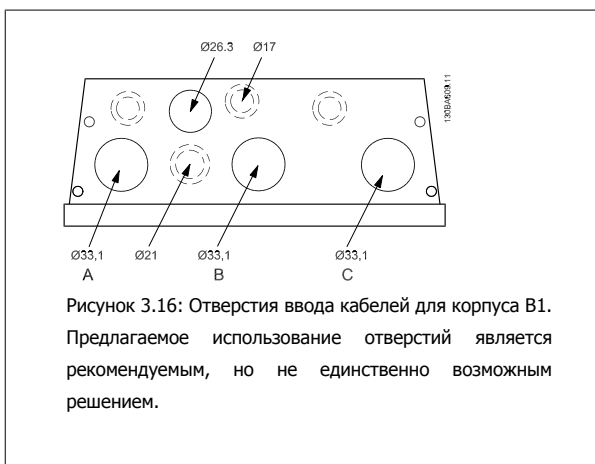 Ø26.3 Ø17
130BA609.11
Ø33,1 Ø21 Ø33,1 Ø33,1
A B C
Рисунок 3.16: Отверстия ввода кабелей для корпуса B1.
Предлагаемое использование отверстий является
рекомендуемым, но не единственно возможным
решением.